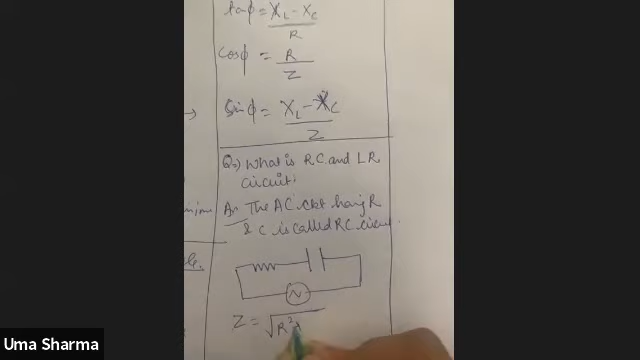 tanϕ = X_L - X_C / R
Cosϕ = R / Z
Sinϕ = X_L - X_C / Z
Q=) What is RC and LR
circuit:
An The AC ckt having R
& C is called RC circuit.
Z = √R²
Uma Sharma